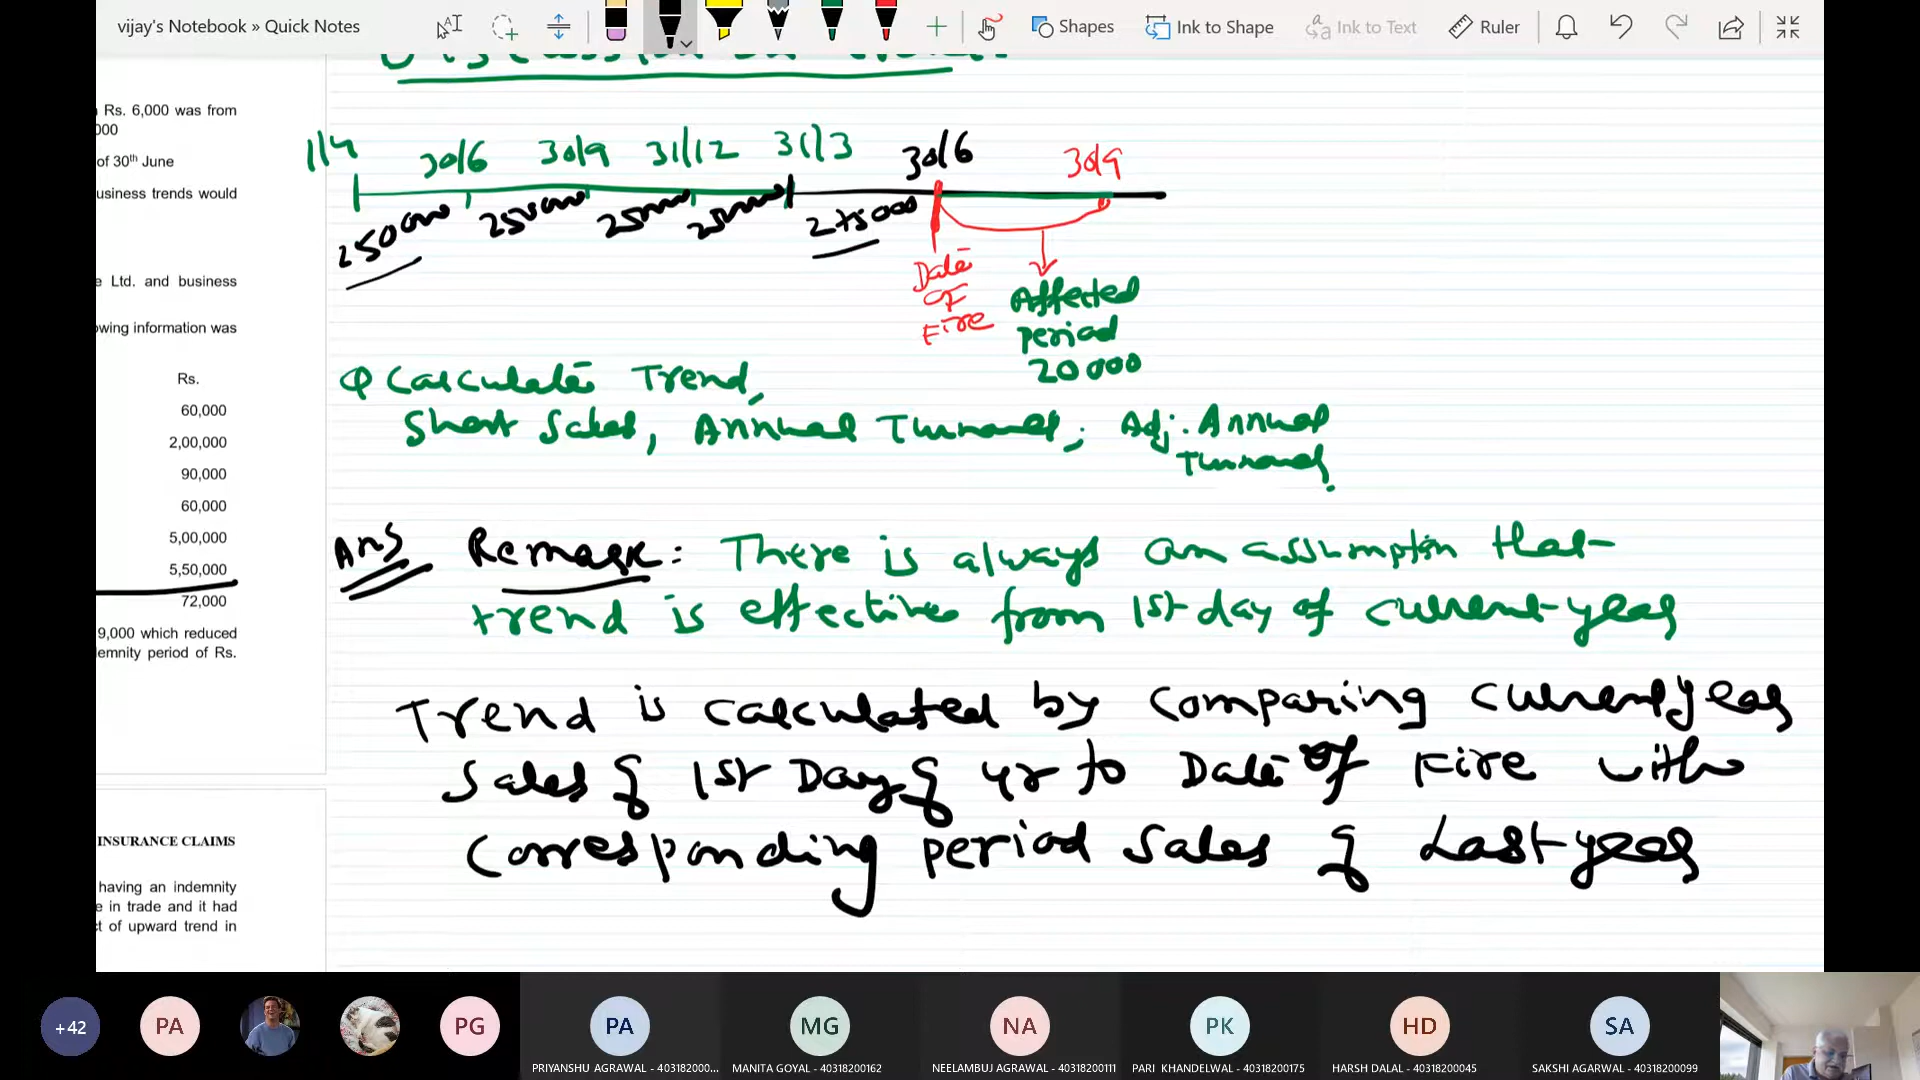 vijay's Notebook » Quick Notes
Shapes
Ink to Shape
Ink to Text
Ruler
Rs. 6,000 was from
000
of 30th June
usiness trends would
e Ltd. and business
owing information was
Rs.
60,000
2,00,000
90,000
60,000
5,00,000
5,50,000
72,000
9,000 which reduced
lemnity period of Rs.
INSURANCE CLAIMS
having an indemnity
e in trade and it had
t of upward trend in
1/4 30/6 30/9 31/12 31/3 30/6 30/9
250000 250000 25000 25000 275000
Date
of
Fire
Affected
period
20000
Q Calculate Trend,
Short Sales, Annual Turnover, Adj. Annual
Turnover.
Ans Remark: There is always an assumption that
trend is effective from 1st day of current year
Trend is calculated by comparing current year
Sales of 1st Day of yr to Date of Fire with
Corresponding period Sales of Last year
+42
PA
PG
PA
MG
NA
PK
HD
SA
PRIYANSHU AGRAWAL - 403182000...
MANITA GOYAL - 40318200162
NEELAMBUJ AGRAWAL - 403182000111
PARI KHANDELWAL - 40318200175
HARSH DALAL - 40318200045
SAKSHI AGARWAL - 40318200099